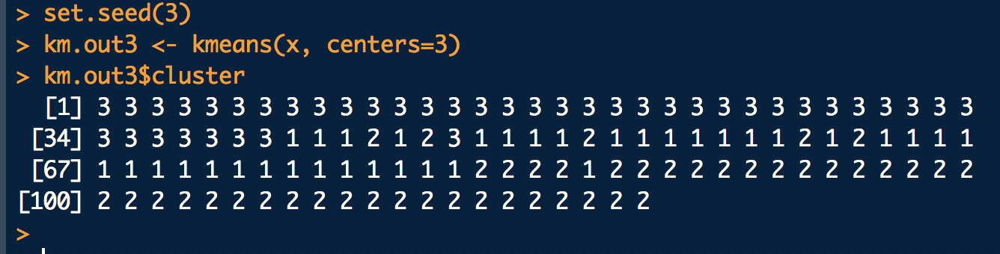 > set.seed(3)
> km.out3 <- kmeans(x, centers=3)
> km.out3$cluster
[1] 3 3 3 3 3 3 3 3 3 3 3 3 3 3 3 3 3 3 3 3 3 3 3 3 3 3 3 3 3 3 3 3 3
[34] 3 3 3 3 3 3 3 1 1 1 2 1 2 3 1 1 1 1 2 1 1 1 1 1 1 1 2 1 2 1 1 1 1
[67] 1 1 1 1 1 1 1 1 1 1 1 1 1 1 2 2 2 2 1 2 2 2 2 2 2 2 2 2 2 2 2 2 2
[100] 2 2 2 2 2 2 2 2 2 2 2 2 2 2 2 2 2 2 2 2 2
>